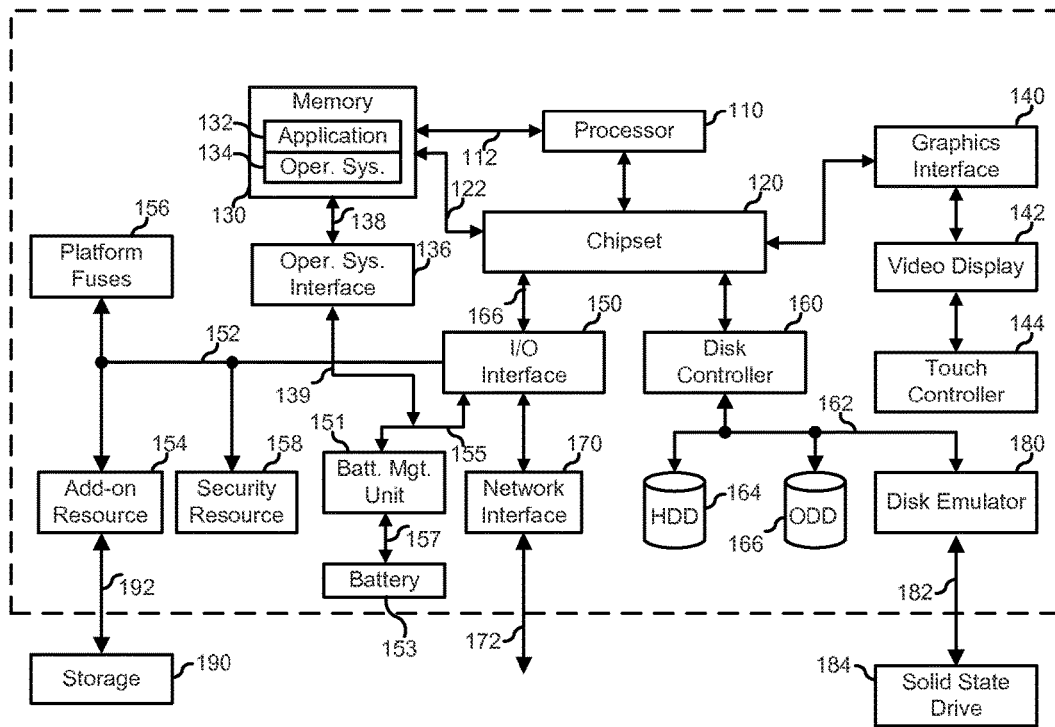 Memory
132
Application
134
Oper. Sys.
130
112
Processor
110
140
Graphics
Interface
122
138
120
Chipset
142
Video Display
156
Platform
Fuses
Oper. Sys.
Interface
136
166
150
I/O
Interface
160
Disk
Controller
144
Touch
Controller
152
139
151
155
162
154
Add-on
Resource
158
Security
Resource
Batt. Mgt.
Unit
170
Network
Interface
HDD
164
ODD
166
180
Disk Emulator
157
192
Battery
153
172
182
Storage
190
184
Solid State
Drive